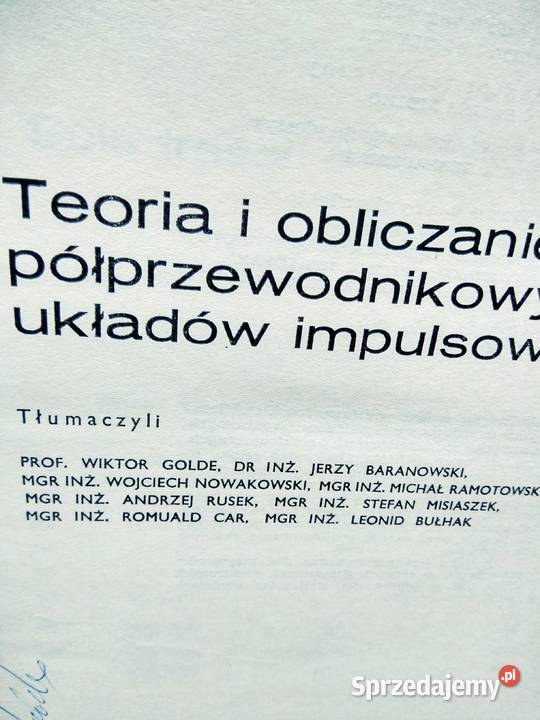 Teoria i obliczanie
półprzewodnikowy
układów impulsow
Tłumaczyli
PROF. WIKTOR GOLDE, DR INŻ. JERZY BARANOWSKI,
MGR INŻ. WOJCIECH NOWAKOWSKI, MGR INŻ. MICHAŁ RAMOTOWSK
MGR INŻ. ANDRZEJ RUSEK, MGR INŻ. STEFAN MISIASZEK,
MGR INŻ. ROMUALD CAR, MGR INŻ. LEONID BUŁHAK
Sprzedajemy.pl